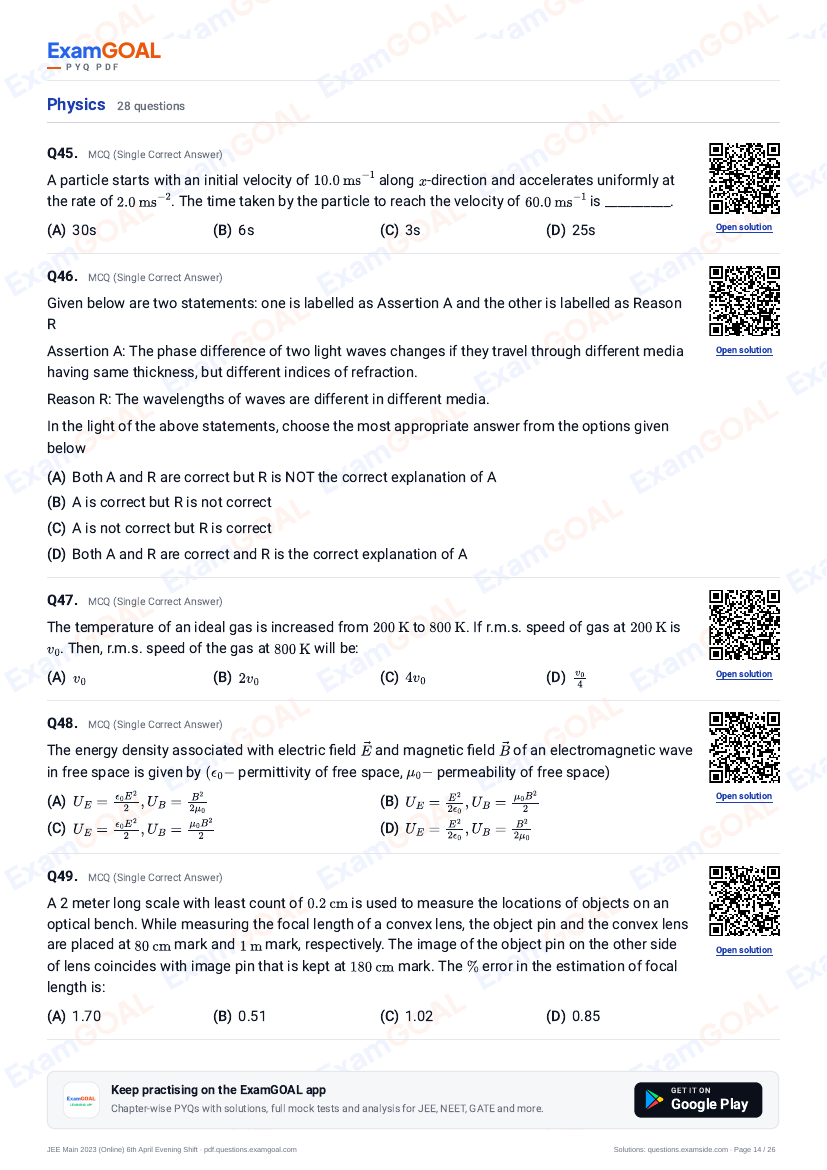 ExamGOAL
PYQ PDF
Physics 28 questions
Q45. MCQ (Single Correct Answer)
A particle starts with an initial velocity of 10.0 ms⁻¹ along x-direction and accelerates uniformly at
the rate of 2.0 ms⁻². The time taken by the particle to reach the velocity of 60.0 ms⁻¹ is _________.
(A) 30s (B) 6s (C) 3s (D) 25s
Open solution
Q46. MCQ (Single Correct Answer)
Given below are two statements: one is labelled as Assertion A and the other is labelled as Reason
R
Assertion A: The phase difference of two light waves changes if they travel through different media
having same thickness, but different indices of refraction.
Reason R: The wavelengths of waves are different in different media.
In the light of the above statements, choose the most appropriate answer from the options given
below
(A) Both A and R are correct but R is NOT the correct explanation of A
(B) A is correct but R is not correct
(C) A is not correct but R is correct
(D) Both A and R are correct and R is the correct explanation of A
Open solution
Q47. MCQ (Single Correct Answer)
The temperature of an ideal gas is increased from 200 K to 800 K. If r.m.s. speed of gas at 200 K is
v₀. Then, r.m.s. speed of the gas at 800 K will be:
(A) v₀ (B) 2v₀ (C) 4v₀ (D) v₀/4
Open solution
Q48. MCQ (Single Correct Answer)
The energy density associated with electric field E⃗ and magnetic field B⃗ of an electromagnetic wave
in free space is given by (ϵ₀− permittivity of free space, μ₀− permeability of free space)
(A) U_E = ϵ₀E²/2, U_B = B²/2μ₀ (B) U_E = E²/2ϵ₀, U_B = μ₀B²/2
(C) U_E = ϵ₀E²/2, U_B = μ₀B²/2 (D) U_E = E²/2ϵ₀, U_B = B²/2μ₀
Open solution
Q49. MCQ (Single Correct Answer)
A 2 meter long scale with least count of 0.2 cm is used to measure the locations of objects on an
optical bench. While measuring the focal length of a convex lens, the object pin and the convex lens
are placed at 80 cm mark and 1 m mark, respectively. The image of the object pin on the other side
of lens coincides with image pin that is kept at 180 cm mark. The % error in the estimation of focal
length is:
(A) 1.70 (B) 0.51 (C) 1.02 (D) 0.85
Open solution
ExamGOAL
Keep practising on the ExamGOAL app
Chapter-wise PYQs with solutions, full mock tests and analysis for JEE, NEET, GATE and more.
GET IT ON
Google Play
JEE Main 2023 (Online) 6th April Evening Shift · pdf.questions.examgoal.com
Solutions: questions.examside.com · Page 14 / 26